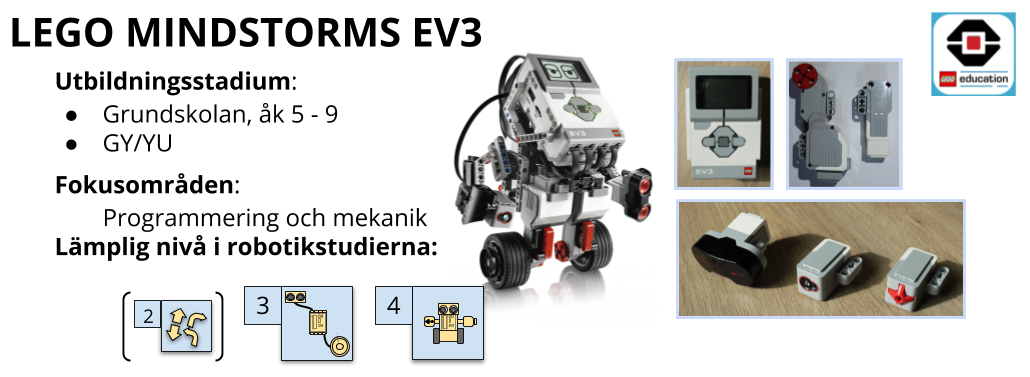 LEGO MINDSTORMS EV3
Utbildningsstadium:
● Grundskolan, åk 5 - 9
● GY/YU
Fokusområden:
Programmering och mekanik
Lämplig nivå i robotikstudierna:
(2) 3 4
EV3
EV3
LEGO education